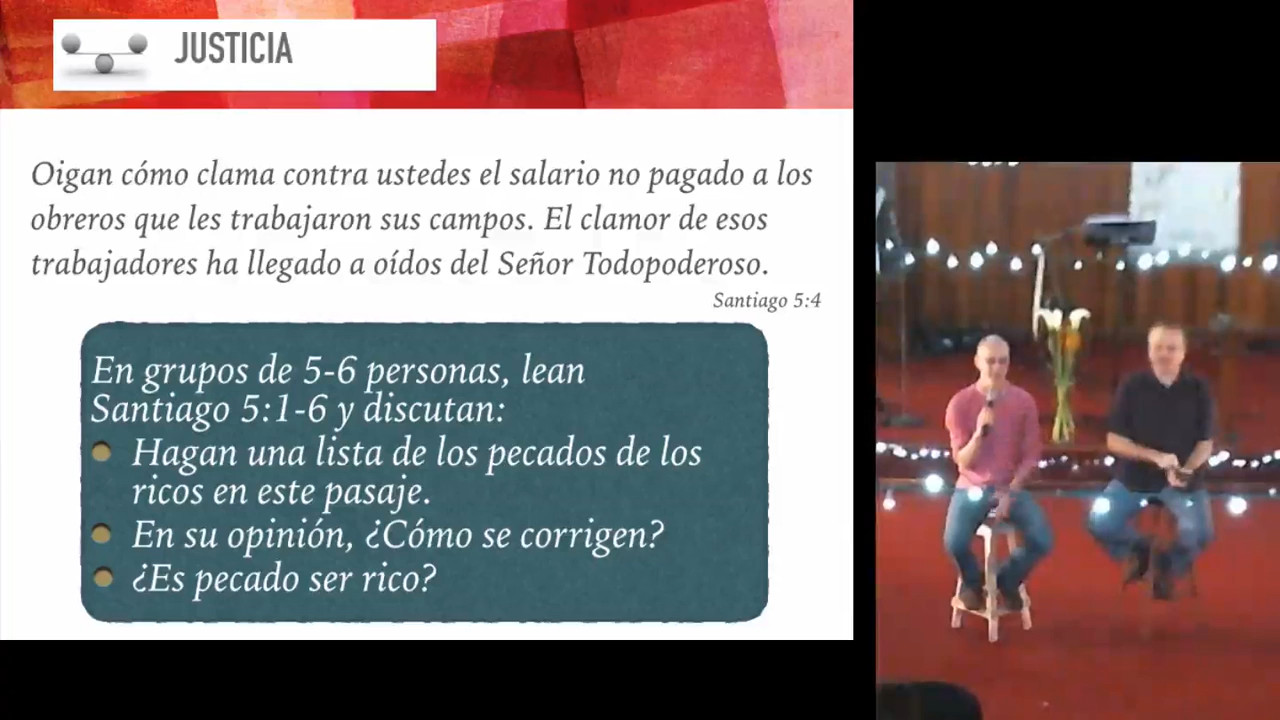 JUSTICIA
Oigan cómo clama contra ustedes el salario no pagado a los
obreros que les trabajaron sus campos. El clamor de esos
trabajadores ha llegado a oídos del Señor Todopoderoso.
Santiago 5:4
En grupos de 5-6 personas, lean
Santiago 5:1-6 y discutan:
Hagan una lista de los pecados de los
ricos en este pasaje.
En su opinión, ¿Cómo se corrigen?
¿Es pecado ser rico?